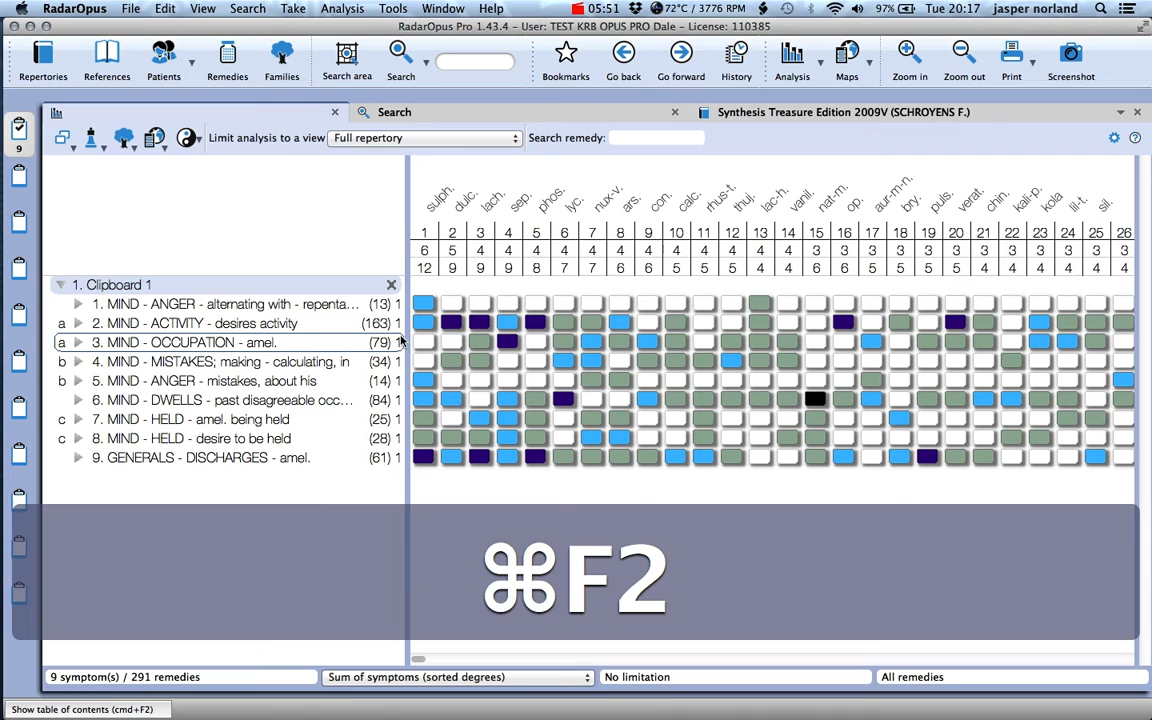 RadarOpus File Edit View Search Take Analysis Tools Window Help 05:51 72°C / 3776 RPM 97% Tue 20:17 jasper norland
RadarOpus Pro 1.43.4 - User: TEST KRB OPUS PRO Dale - License: 110385
Repertories References Patients Remedies Families Search area Search Bookmarks Go back Go forward History Analysis Maps Zoom in Zoom out Print Screenshot
Search Synthesis Treasure Edition 2009V (SCHROYENS F.)
9
Limit analysis to a view Full repertory Search remedy:
sulph. dulc. lach. sep. phos. lyc. nux-v. ars. con. calc. rhus-t. thuj. lac-h. vanil. nat-m. op. aur-m-n. bry. puls. verat. chin. kali-p. kola lil-t. sil.
1 2 3 4 5 6 7 8 9 10 11 12 13 14 15 16 17 18 19 20 21 22 23 24 25 26
6 5 4 4 4 4 4 4 4 4 4 4 4 4 3 3 3 3 3 3 3 3 3 3 3 3
12 9 9 9 8 7 7 6 6 5 5 5 4 4 6 6 5 5 5 5 4 4 4 4 4 4
1. Clipboard 1
1. MIND - ANGER - alternating with - repenta... (13) 1
a 2. MIND - ACTIVITY - desires activity (163) 1
a 3. MIND - OCCUPATION - amel. (79) 1
b 4. MIND - MISTAKES; making - calculating, in (34) 1
b 5. MIND - ANGER - mistakes, about his (14) 1
6. MIND - DWELLS - past disagreeable occ... (84) 1
c 7. MIND - HELD - amel. being held (25) 1
c 8. MIND - HELD - desire to be held (28) 1
9. GENERALS - DISCHARGES - amel. (61) 1
⌘F2
9 symptom(s) / 291 remedies Sum of symptoms (sorted degrees) No limitation All remedies
Show table of contents (cmd+F2)